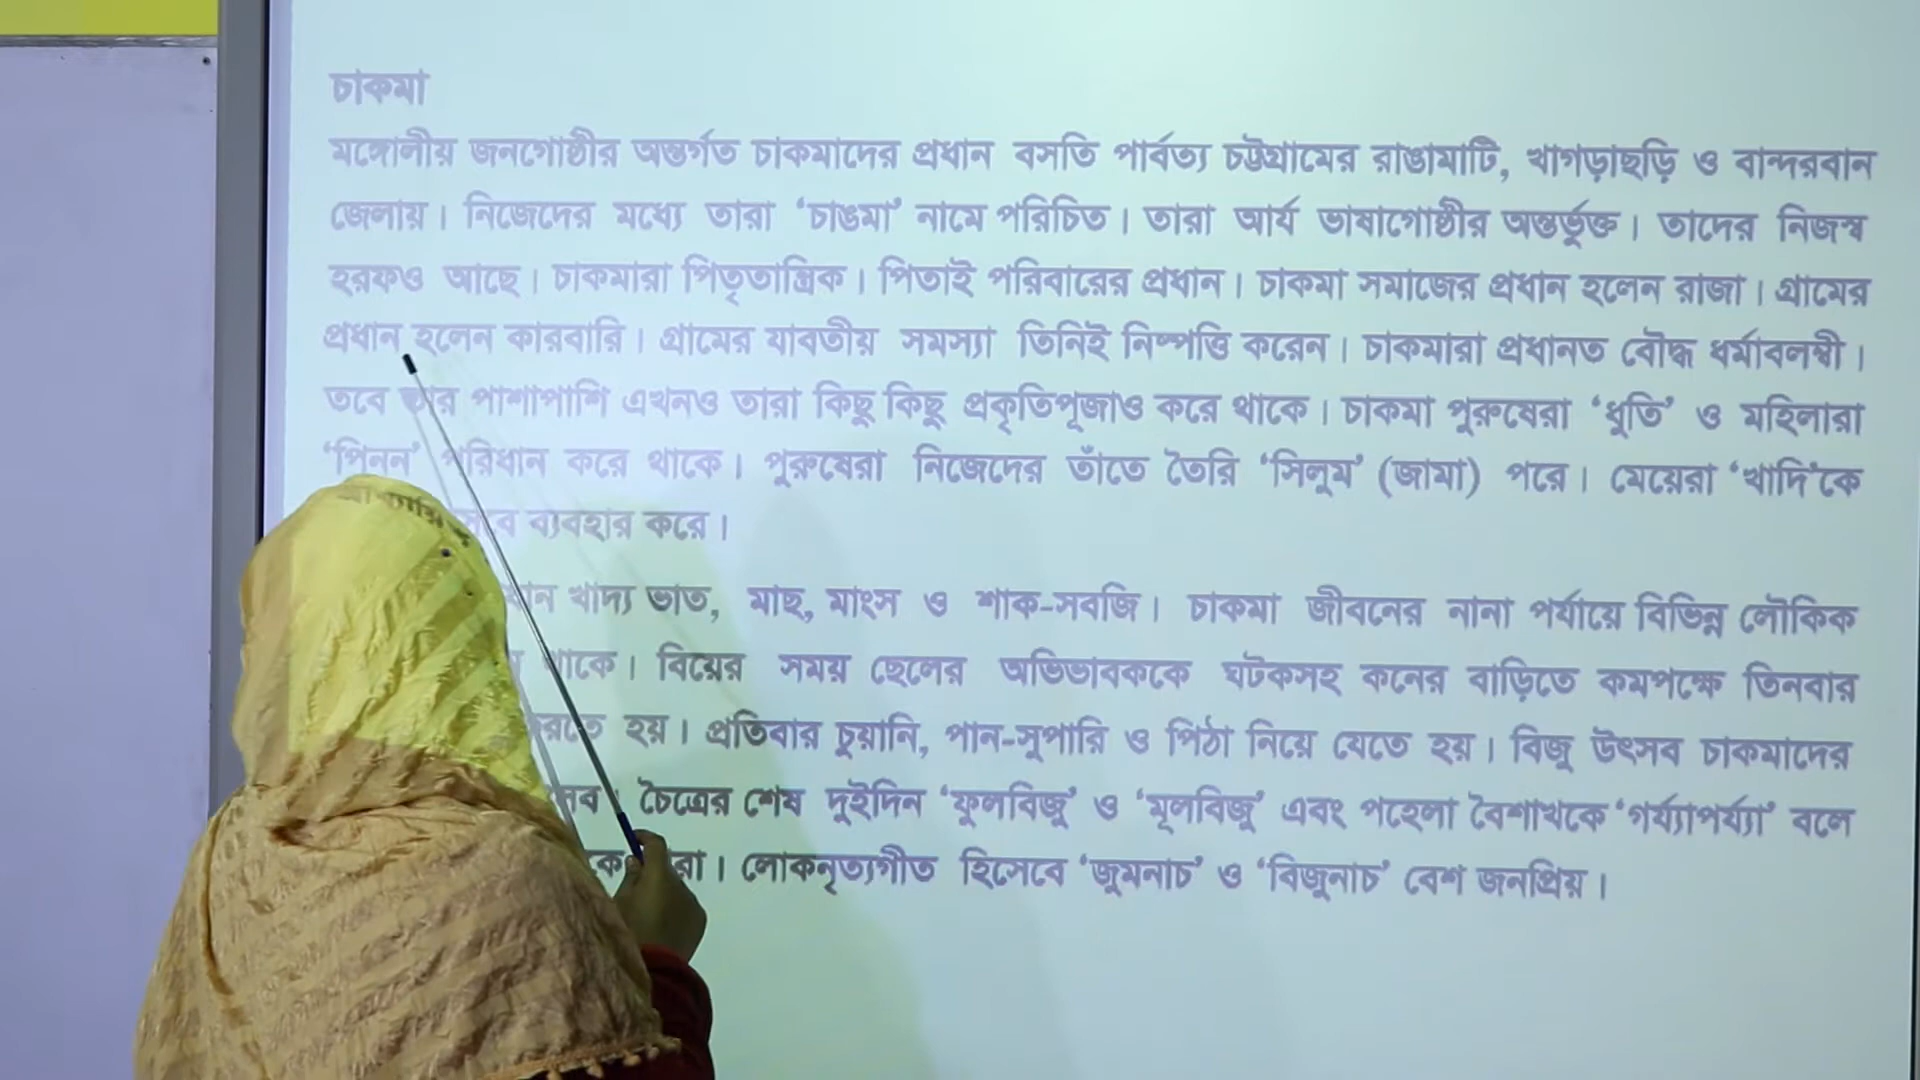 চাকমা
মঙ্গোলীয় জনগোষ্ঠীর অন্তর্গত চাকমাদের প্রধান বসতি পার্বত্য চট্টগ্রামের রাঙামাটি, খাগড়াছড়ি ও বান্দরবান
জেলায়। নিজেদের মধ্যে তারা ‘চাঙমা’ নামে পরিচিত। তারা আর্য ভাষাগোষ্ঠীর অন্তর্ভুক্ত। তাদের নিজস্ব
হরফও আছে। চাকমারা পিতৃতান্ত্রিক। পিতাই পরিবারের প্রধান। চাকমা সমাজের প্রধান হলেন রাজা। গ্রামের
প্রধান হলেন কারবারি। গ্রামের যাবতীয় সমস্যা তিনিই নিষ্পত্তি করেন। চাকমারা প্রধানত বৌদ্ধ ধর্মাবলম্বী।
তবে তার পাশাপাশি এখনও তারা কিছু কিছু প্রকৃতিপূজাও করে থাকে। চাকমা পুরুষেরা ‘ধুতি’ ও মহিলারা
‘পিনন’ পরিধান করে থাকে। পুরুষেরা নিজেদের তাঁতে তৈরি ‘সিলুম’ (জামা) পরে। মেয়েরা ‘খাদি’কে
ব্যবহার করে।
খাদ্য ভাত, মাছ, মাংস ও শাক-সবজি। চাকমা জীবনের নানা পর্যায়ে বিভিন্ন লৌকিক
থাকে। বিয়ের সময় ছেলের অভিভাবককে ঘটকসহ কনের বাড়িতে কমপক্ষে তিনবার
হয়। প্রতিবার চুয়ানি, পান-সুপারি ও পিঠা নিয়ে যেতে হয়। বিজু উৎসব চাকমাদের
চৈত্রের শেষ দুইদিন ‘ফুলবিজু’ ও ‘মূলবিজু’ এবং পহেলা বৈশাখকে ‘গর্য্যাপর্য্যা’ বলে
লোকনৃত্যগীত হিসেবে ‘জুমনাচ’ ও ‘বিজুনাচ’ বেশ জনপ্রিয়।